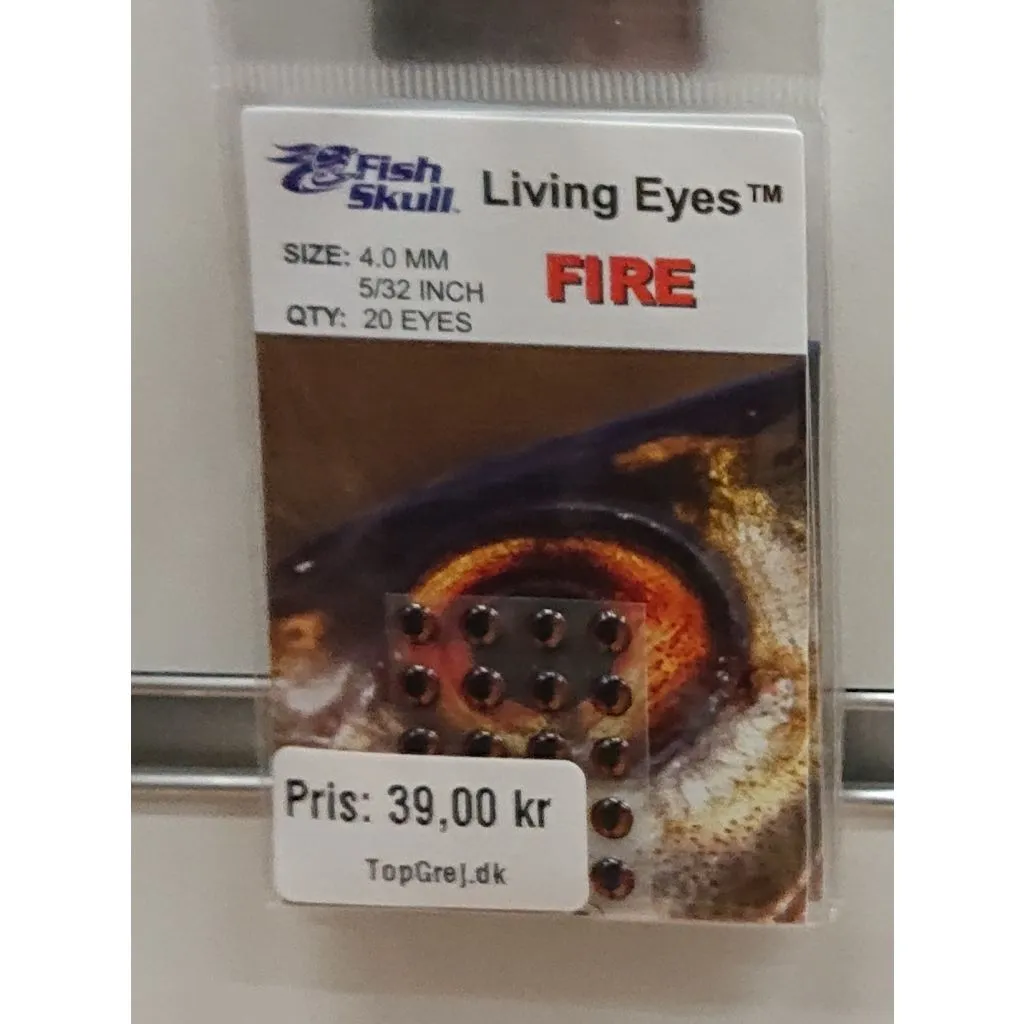 Fish
Skull™
Living Eyes™
SIZE: 4.0 MM
5/32 INCH
FIRE
QTY: 20 EYES
Pris: 39,00 kr
TopGrej.dk